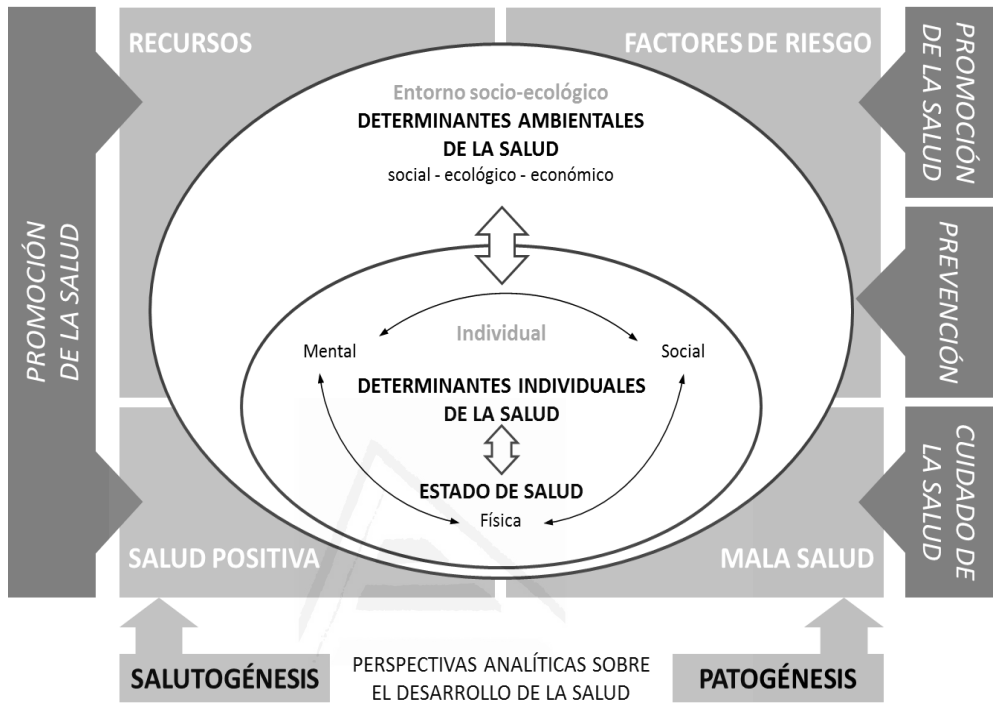 RECURSOS
FACTORES DE RIESGO
PROMOCIÓN
DE LA SALUD
PROMOCIÓN
DE LA SALUD
Entorno socio-ecológico
DETERMINANTES AMBIENTALES
DE LA SALUD
social - ecológico - económico
PREVENCIÓN
Individual
Mental
Social
DETERMINANTES INDIVIDUALES
DE LA SALUD
ESTADO DE SALUD
Física
CUIDADO DE
LA SALUD
SALUD POSITIVA
MALA SALUD
SALUTOGÉNESIS
PERSPECTIVAS ANALÍTICAS SOBRE
EL DESARROLLO DE LA SALUD
PATOGÉNESIS